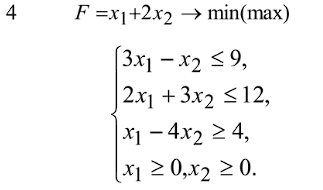 4 F =x₁+2x₂ → min(max)
3x₁ − x₂ ≤ 9,
2x₁ + 3x₂ ≤ 12,
x₁ − 4x₂ ≥ 4,
x₁ ≥ 0, x₂ ≥ 0.